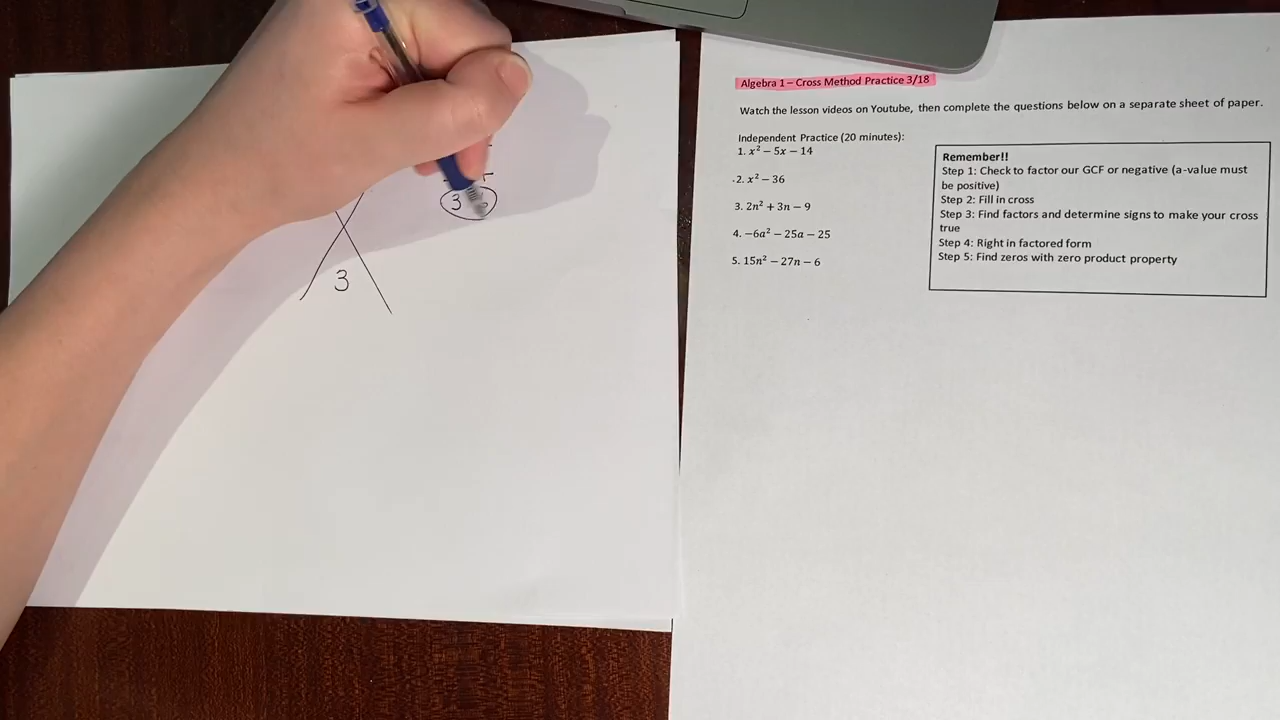 3
3
Algebra 1 – Cross Method Practice 3/18
Watch the lesson videos on Youtube, then complete the questions below on a separate sheet of paper.
Independent Practice (20 minutes):
1. x² − 5x − 14
2. x² − 36
3. 2n² + 3n − 9
4. −6a² − 25a − 25
5. 15n² − 27n − 6
Remember!!
Step 1: Check to factor our GCF or negative (a-value must
be positive)
Step 2: Fill in cross
Step 3: Find factors and determine signs to make your cross
true
Step 4: Right in factored form
Step 5: Find zeros with zero product property